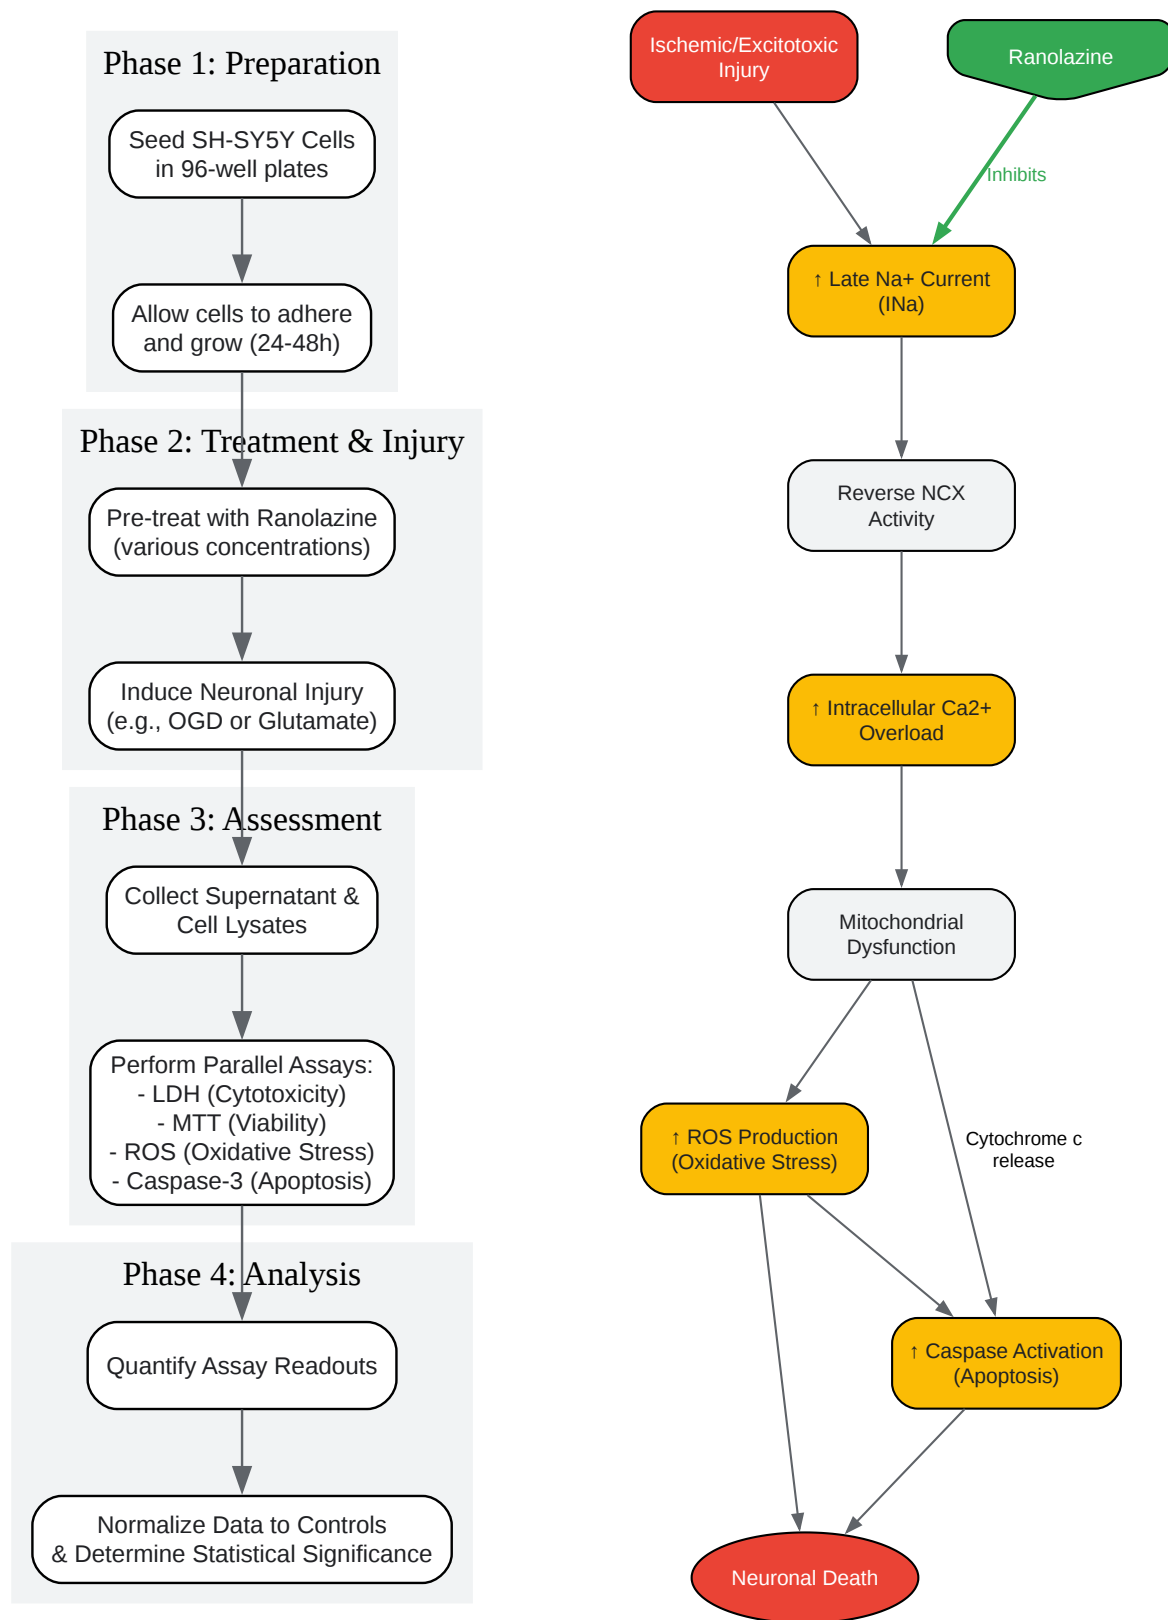 Phase 1: Preparation
Seed SH-SY5Y Cells
in 96-well plates
Allow cells to adhere
and grow (24-48h)
Phase 2: Treatment & Injury
Pre-treat with Ranolazine
(various concentrations)
Induce Neuronal Injury
(e.g., OGD or Glutamate)
Phase 3: Assessment
Collect Supernatant &
Cell Lysates
Perform Parallel Assays:
- LDH (Cytotoxicity)
- MTT (Viability)
- ROS (Oxidative Stress)
- Caspase-3 (Apoptosis)
Phase 4: Analysis
Quantify Assay Readouts
Normalize Data to Controls
& Determine Statistical Significance
Ischemic/Excitotoxic
Injury
Ranolazine
Inhibits
↑ Late Na+ Current
(INa)
Reverse NCX
Activity
↑ Intracellular Ca2+
Overload
Mitochondrial
Dysfunction
↑ ROS Production
(Oxidative Stress)
Cytochrome c
release
↑ Caspase Activation
(Apoptosis)
Neuronal Death